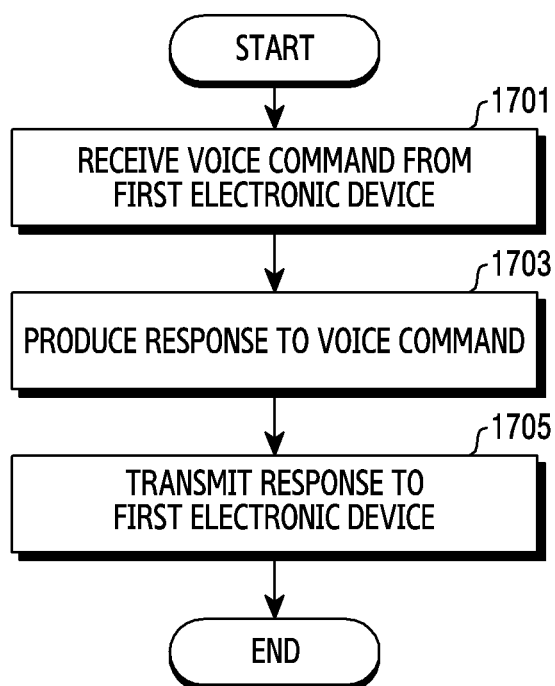 START
1701
RECEIVE VOICE COMMAND FROM
FIRST ELECTRONIC DEVICE
1703
PRODUCE RESPONSE TO VOICE COMMAND
1705
TRANSMIT RESPONSE TO
FIRST ELECTRONIC DEVICE
END